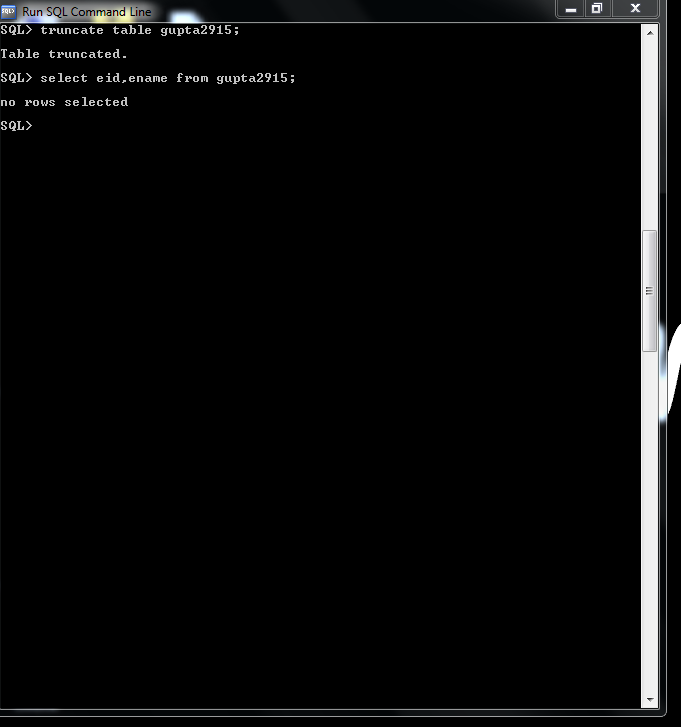 Run SQL Command Line
SQL> truncate table gupta2915;
Table truncated.
SQL> select eid,ename from gupta2915;
no rows selected
SQL>